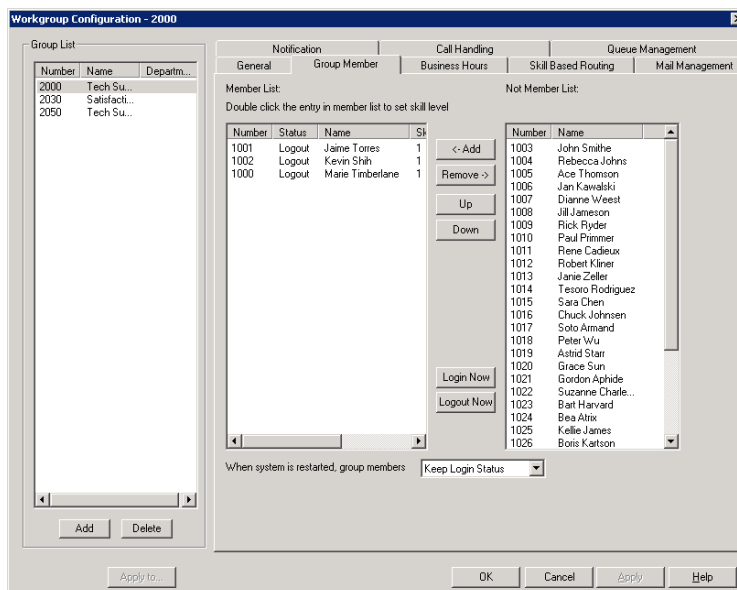 Workgroup Configuration - 2000
Group List
Number Name Departm...
2000 Tech Su...
2030 Satisfacti...
2050 Tech Su...
Add Delete
Apply to...
Notification Call Handling Queue Management
General Group Member Business Hours Skill Based Routing Mail Management
Member List:
Double click the entry in member list to set skill level
Number Status Name Sk
1001 Logout Jaime Torres 1
1002 Logout Kevin Shih 1
1000 Logout Marie Timberlane 1
<- Add
Remove ->
Up
Down
Login Now
Logout Now
Not Member List:
Number Name
1003 John Smithe
1004 Rebecca Johns
1005 Ace Thomson
1006 Jan Kawalski
1007 Dianne Weest
1008 Jill Jameson
1009 Rick Ryder
1010 Paul Primmer
1011 Rene Cadieux
1012 Robert Kliner
1013 Janie Zeller
1014 Tesoro Rodriguez
1015 Sara Chen
1016 Chuck Johnsen
1017 Soto Armand
1018 Peter Wu
1019 Astrid Starr
1020 Grace Sun
1021 Gordon Aphide
1022 Suzanne Charle...
1023 Bart Harvard
1024 Bea Atrix
1025 Kellie James
1026 Boris Kartson
When system is restarted, group members Keep Login Status
OK Cancel Apply Help